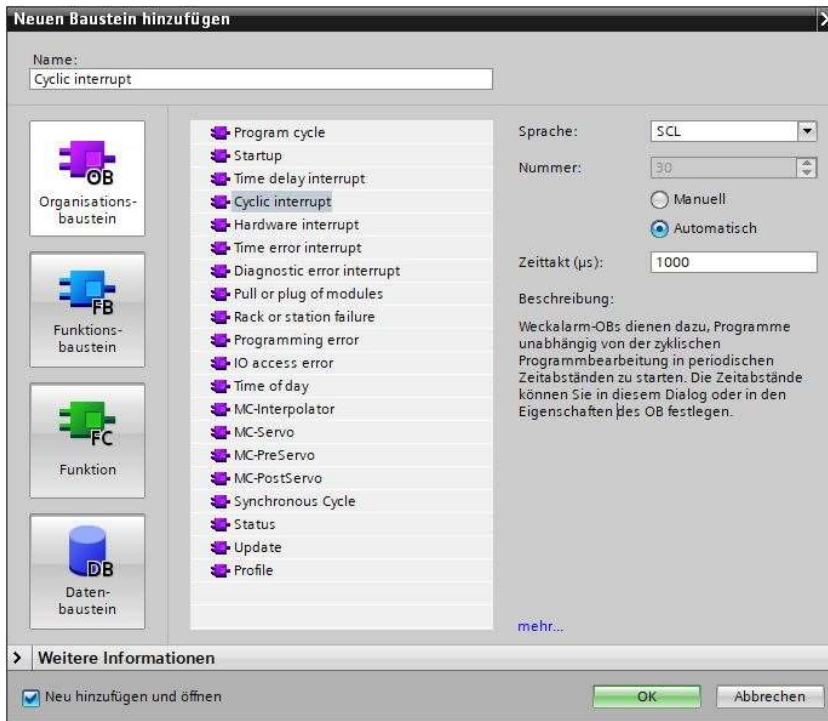 Neuen Baustein hinzufügen
Name:
Cyclic interrupt
OB
Organisations-
baustein
FB
Funktions-
baustein
FC
Funktion
DB
Daten-
baustein
Program cycle
Startup
Time delay interrupt
Cyclic interrupt
Hardware interrupt
Time error interrupt
Diagnostic error interrupt
Pull or plug of modules
Rack or station failure
Programming error
IO access error
Time of day
MC-Interpolator
MC-Servo
MC-PreServo
MC-PostServo
Synchronous Cycle
Status
Update
Profile
Sprache: SCL
Nummer: 30
Manuell
Automatisch
Zeittakt (µs): 1000
Beschreibung:
Weckalarm-OBs dienen dazu, Programme
unabhängig von der zyklischen
Programmbearbeitung in periodischen
Zeitabständen zu starten. Die Zeitabstände
können Sie in diesem Dialog oder in den
Eigenschaften des OB festlegen.
mehr...
Weitere Informationen
Neu hinzufügen und öffnen
OK
Abbrechen